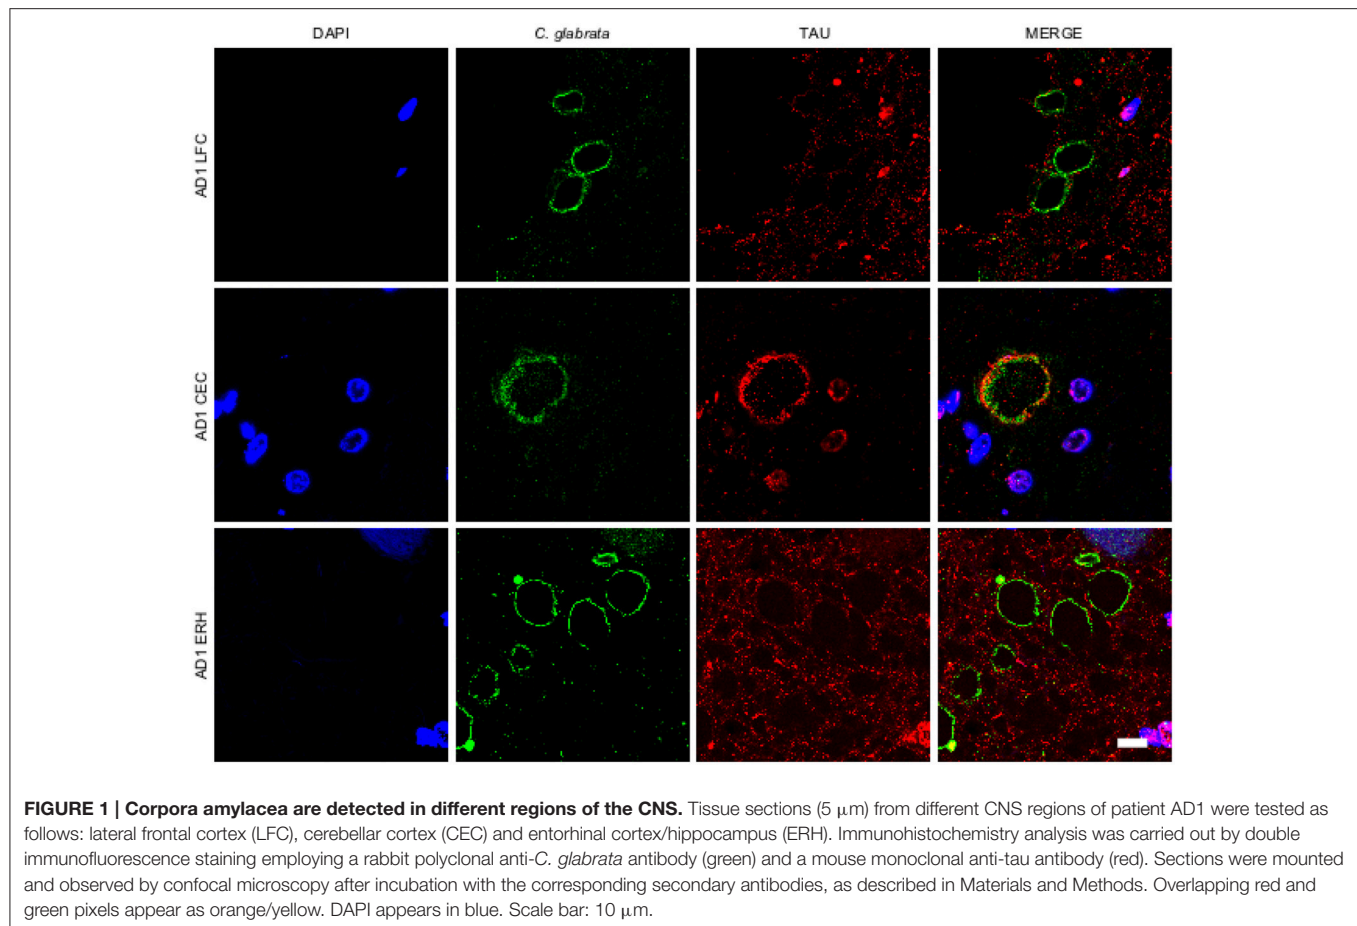 DAPI C. glabrata TAU MERGE
AD1 LFC
AD1 CEC
AD1 ERH
FIGURE 1 | Corpora amylacea are detected in different regions of the CNS. Tissue sections (5 μm) from different CNS regions of patient AD1 were tested as
follows: lateral frontal cortex (LFC), cerebellar cortex (CEC) and entorhinal cortex/hippocampus (ERH). Immunohistochemistry analysis was carried out by double
immunofluorescence staining employing a rabbit polyclonal anti-C. glabrata antibody (green) and a mouse monoclonal anti-tau antibody (red). Sections were mounted
and observed by confocal microscopy after incubation with the corresponding secondary antibodies, as described in Materials and Methods. Overlapping red and
green pixels appear as orange/yellow. DAPI appears in blue. Scale bar: 10 μm.